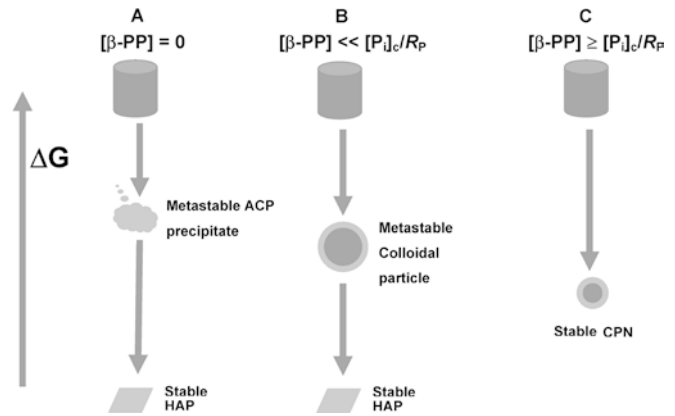 A
[β-PP] = 0
B
[β-PP] << [Pi]c/RP
C
[β-PP] ≥ [Pi]c/RP
ΔG
Metastable ACP
precipitate
Metastable
Colloidal
particle
Stable CPN
Stable
HAP
Stable
HAP